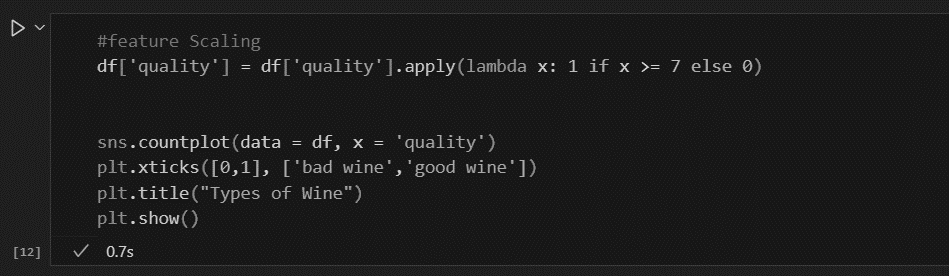 #feature Scaling
df['quality'] = df['quality'].apply(lambda x: 1 if x >= 7 else 0)
sns.countplot(data = df, x = 'quality')
plt.xticks([0,1], ['bad wine','good wine'])
plt.title("Types of Wine")
plt.show()
[12] 0.7s